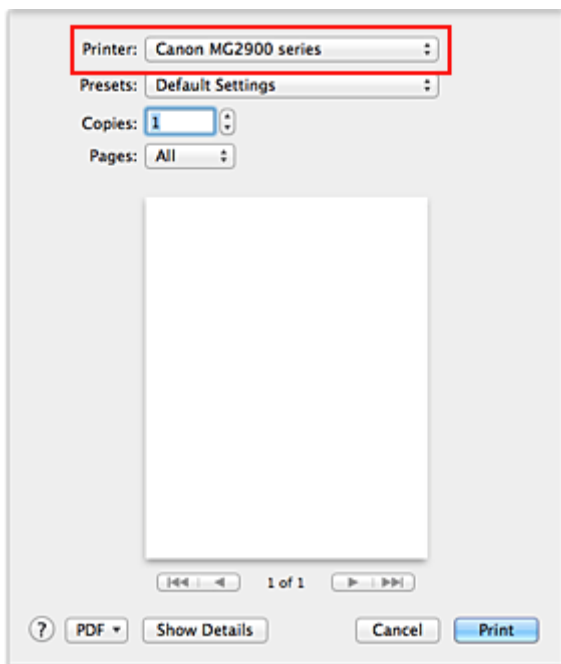 Printer: Canon MG2900 series
Presets: Default Settings
Copies: 1
Pages: All
1 of 1
? PDF Show Details Cancel Print